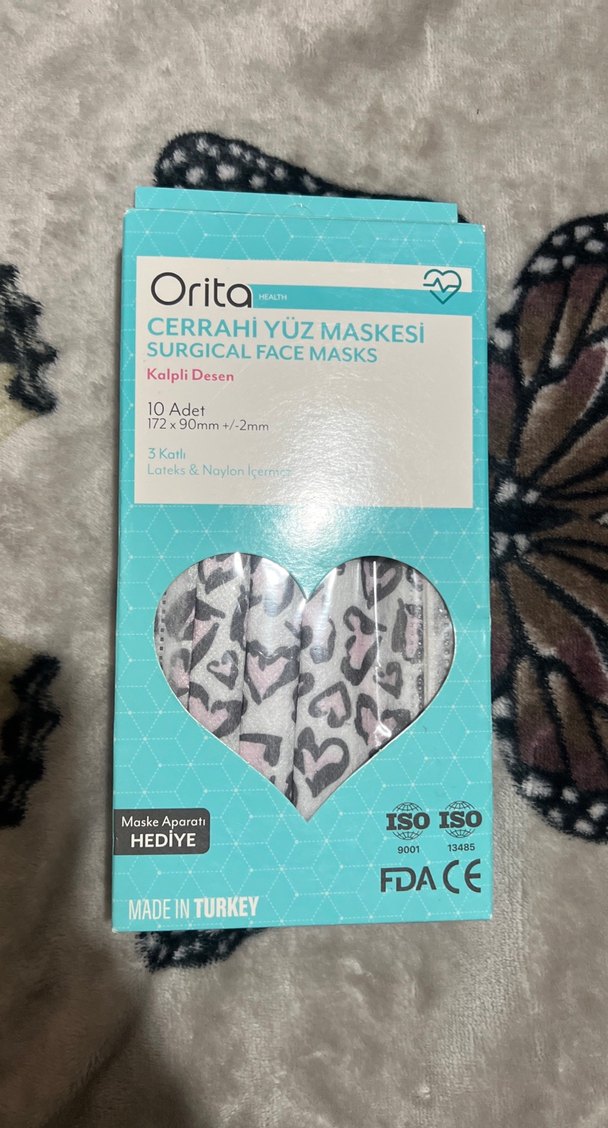 Orita HEALTH
CERRAHİ YÜZ MASKESİ
SURGICAL FACE MASKS
Kalpli Desen
10 Adet
172 x 90mm +/-2mm
3 Katlı
Lateks & Naylon İçermez
Maske Aparatı
HEDİYE
ISO ISO
9001 13485
FDA CE
MADE IN TURKEY